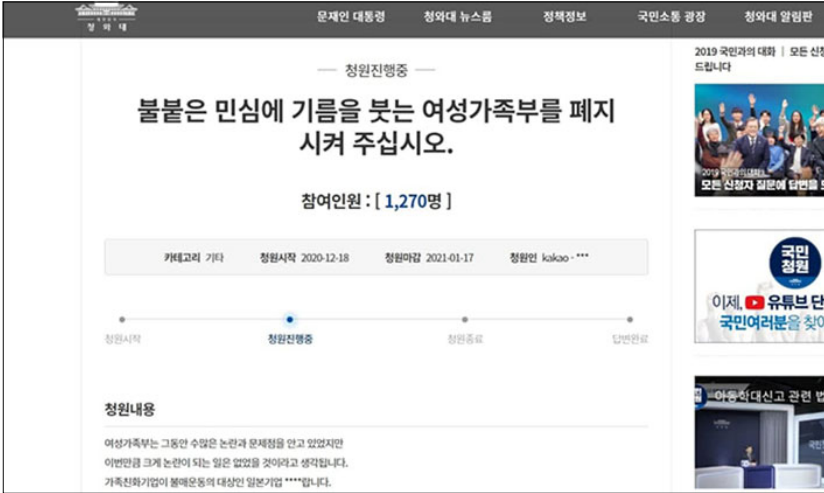 청와대
문재인 대통령 청와대 뉴스룸 정책정보 국민소통 광장 청와대 알림판
청원진행중
불붙은 민심에 기름을 붓는 여성가족부를 폐지
시켜 주십시오.
참여인원 : [ 1,270명 ]
카테고리 기타 청원시작 2020-12-18 청원마감 2021-01-17 청원인 kakao - ***
청원시작 청원진행중 청원종료 답변완료
청원내용
여성가족부는 그동안 수많은 논란과 문제점을 안고 있었지만
이번만큼 크게 논란이 되는 일은 없었을 것이라고 생각됩니다.
가족친화기업이 불매운동의 대상인 일본기업 ****랍니다.
2019 국민과의 대화 | 모든 신청
드립니다
2019 국민과의 대화
모든 신청자 질문에 답변을
국민
청원
이제, 유튜브 단
국민여러분을 찾아
아동학대신고 관련 법